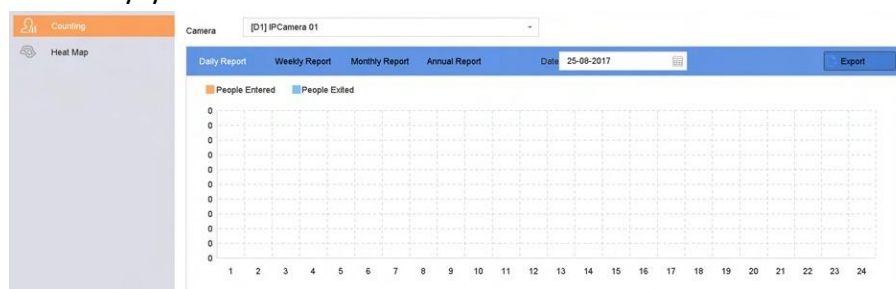 Counting
Heat Map
Camera [D1] IPCamera 01
Daily Report Weekly Report Monthly Report Annual Report Date 25-08-2017 Export
People Entered People Exited
0
0
0
0
0
0
0
0
0
0
0
1 2 3 4 5 6 7 8 9 10 11 12 13 14 15 16 17 18 19 20 21 22 23 24